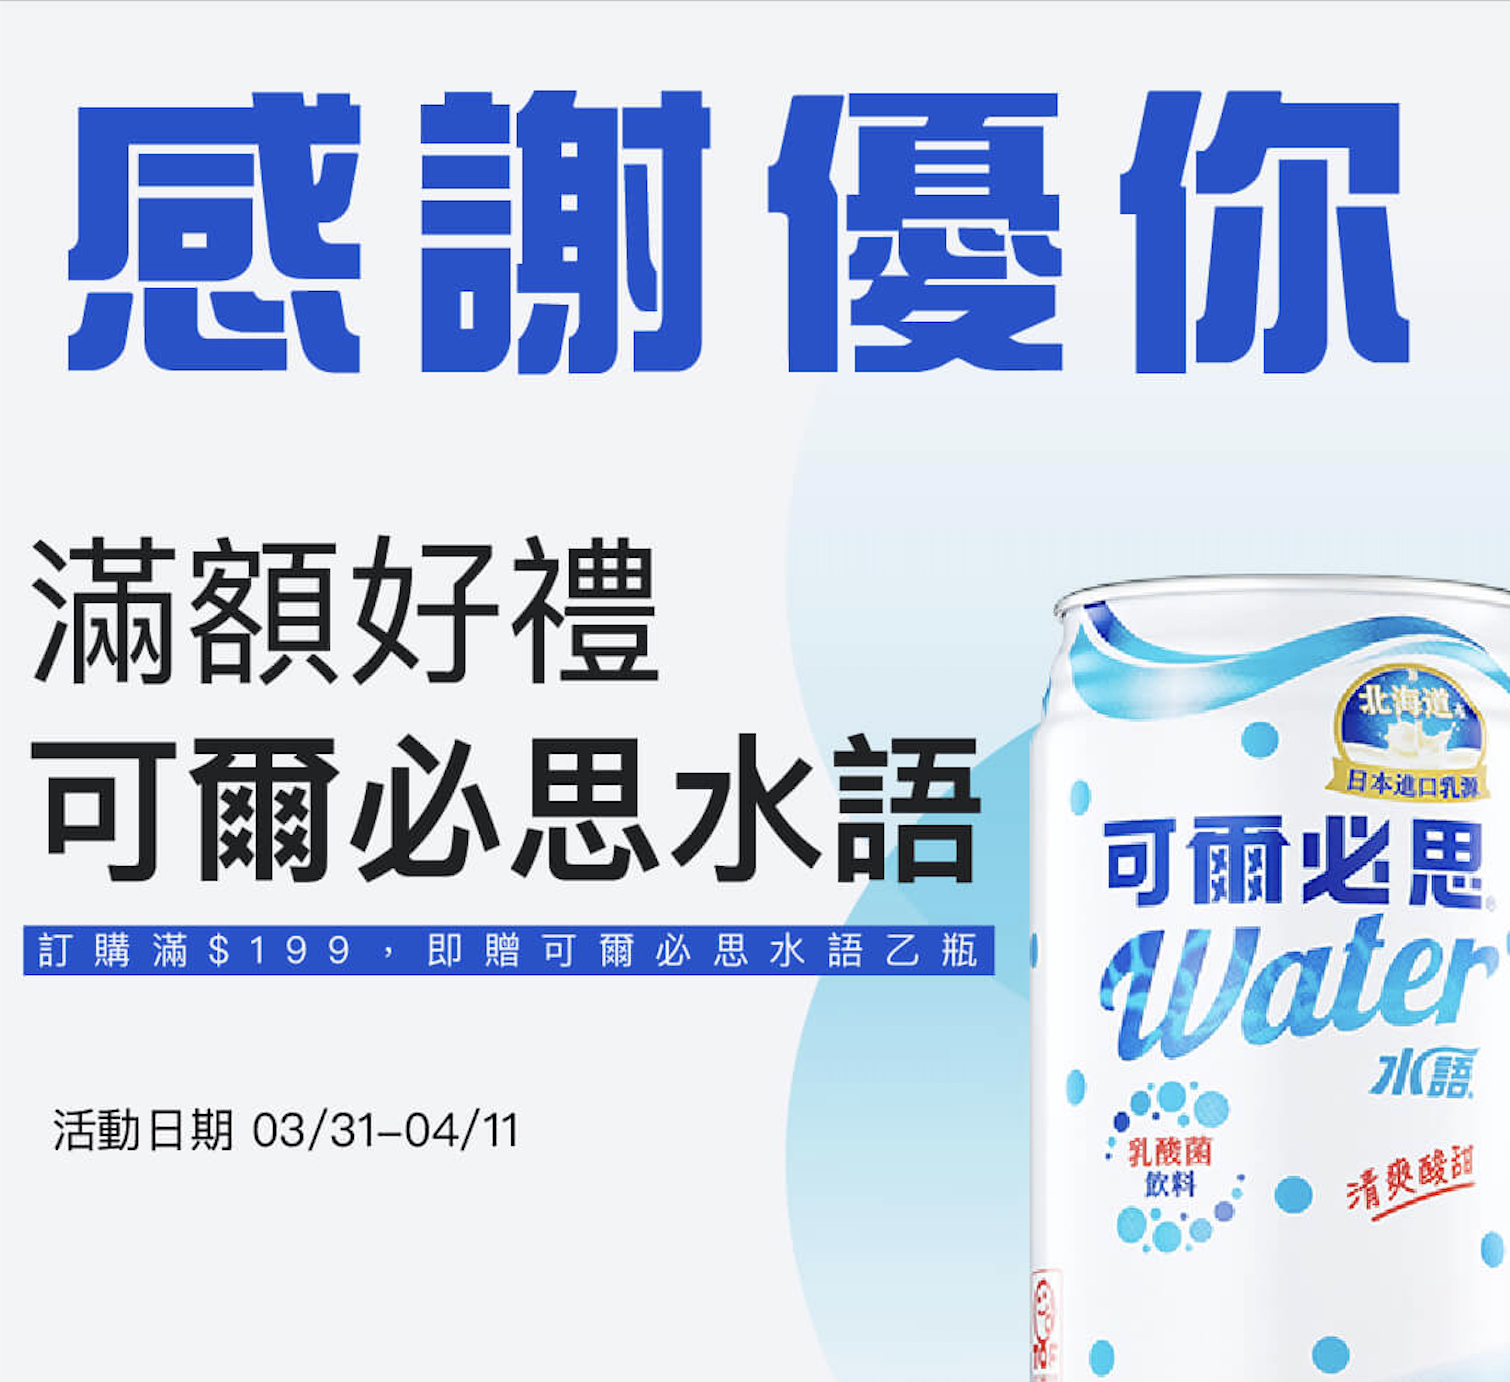 感謝優你
滿額好禮
可爾必思水語
訂購滿$199，即贈可爾必思水語乙瓶
活動日期 03/31–04/11
北海道
日本進口乳源
可爾必思®
Water
水語
乳酸菌
飲料
清爽酸甜